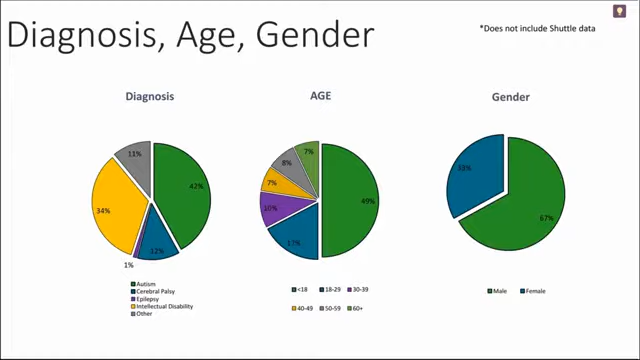 Diagnosis, Age, Gender
*Does not include Shuttle data
Diagnosis
AGE
Gender
11%
42%
34%
12%
1%
7%
8%
7%
10%
17%
49%
33%
67%
Autism
Cerebral Palsy
Epilepsy
Intellectual Disability
Other
<18 18-29 30-39
40-49 50-59 60+
Male Female